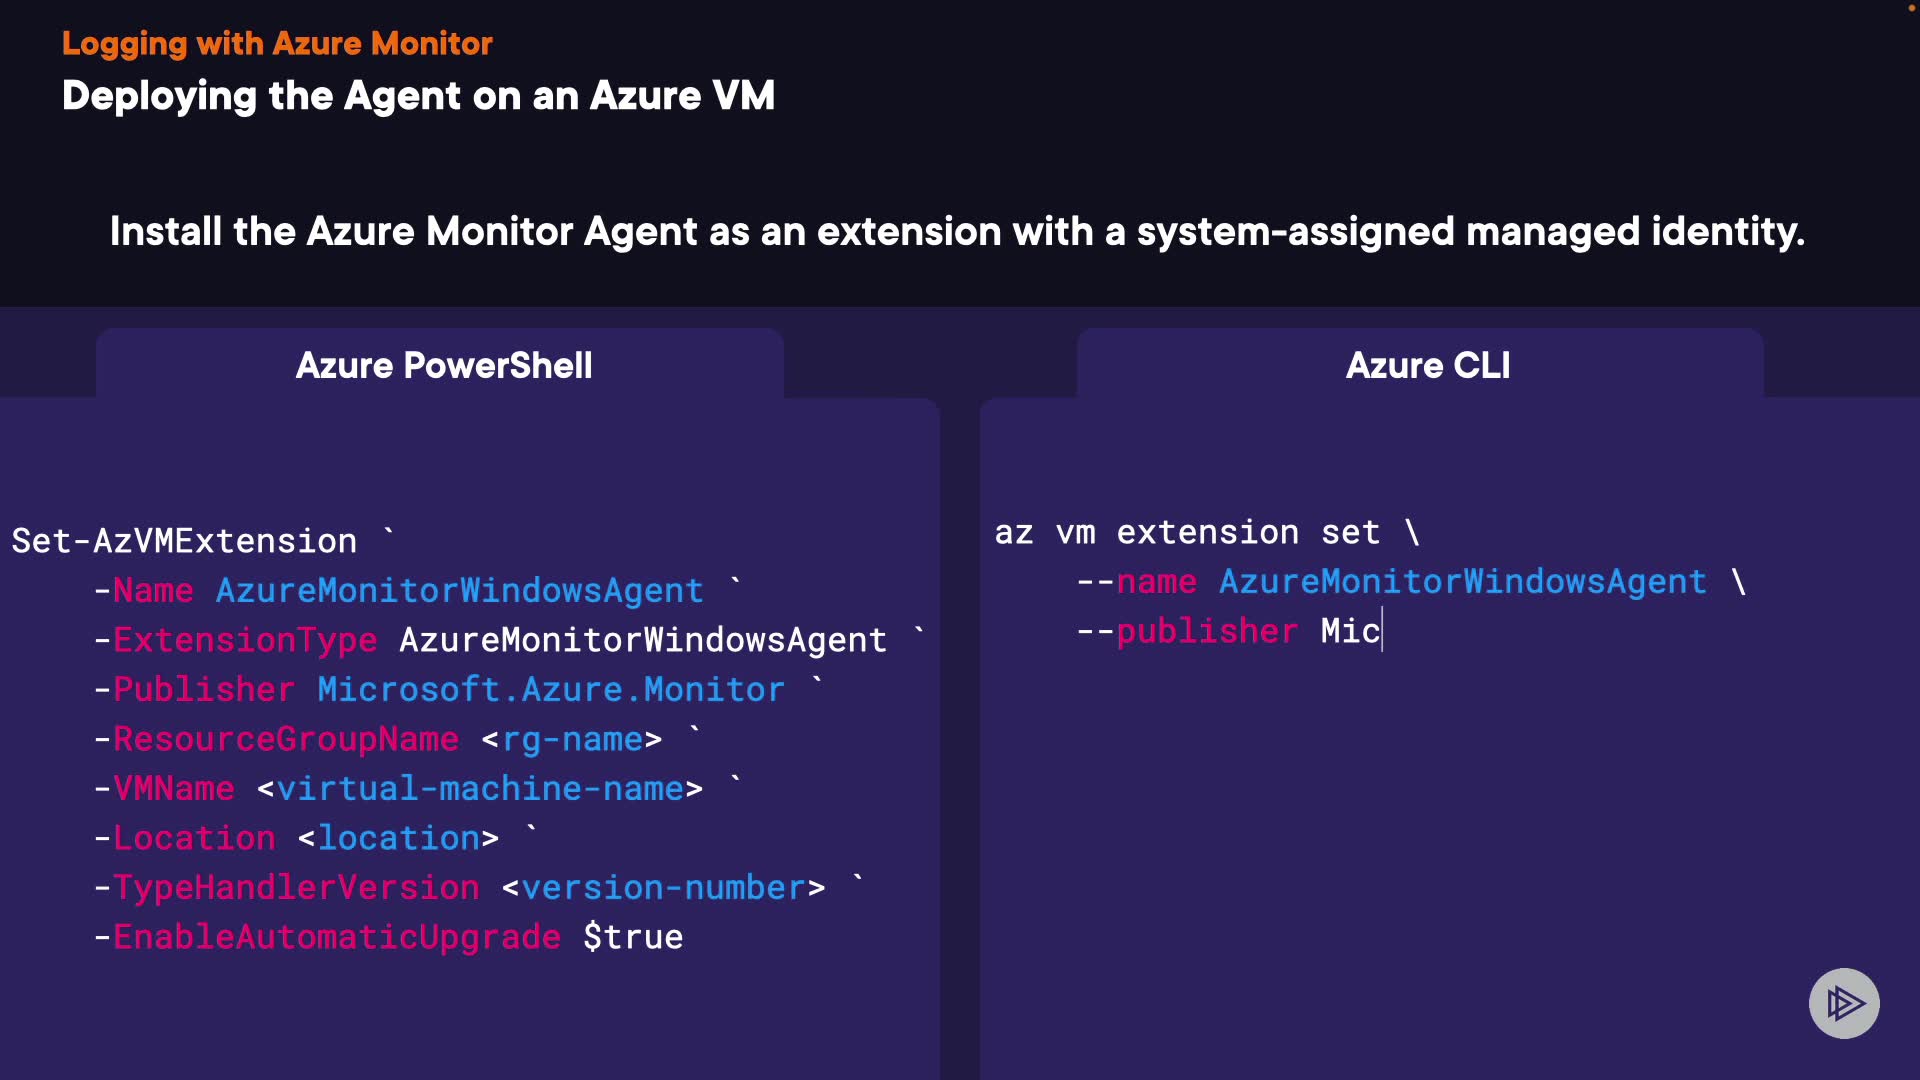 Logging with Azure Monitor
Deploying the Agent on an Azure VM
Install the Azure Monitor Agent as an extension with a system-assigned managed identity.
Azure PowerShell
Set-AzVMExtension `
-Name AzureMonitorWindowsAgent `
-ExtensionType AzureMonitorWindowsAgent `
-Publisher Microsoft.Azure.Monitor `
-ResourceGroupName <rg-name> `
-VMName <virtual-machine-name> `
-Location <location> `
-TypeHandlerVersion <version-number> `
-EnableAutomaticUpgrade $true
Azure CLI
az vm extension set \
--name AzureMonitorWindowsAgent \
--publisher Mic